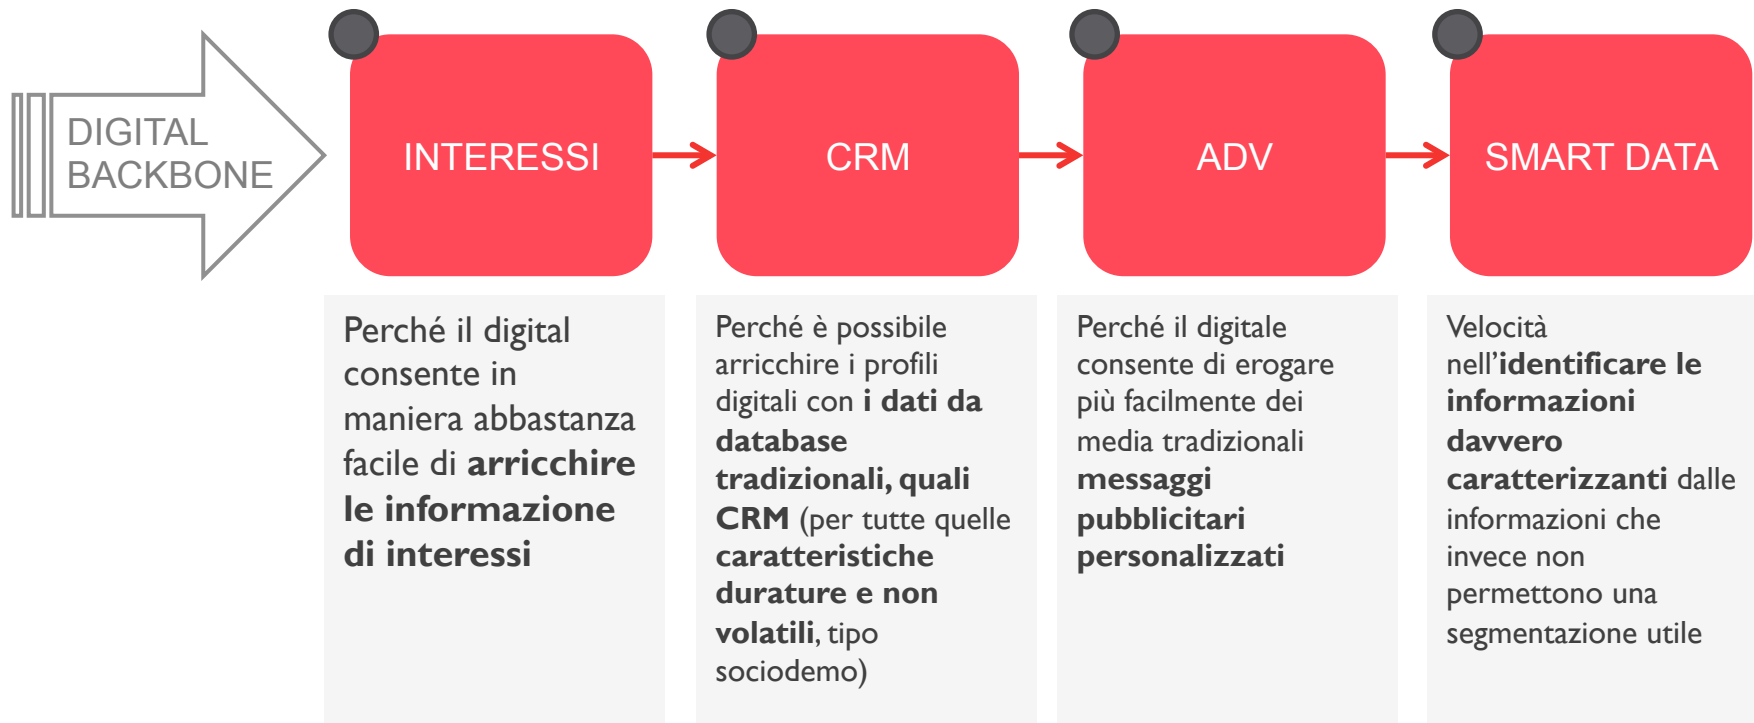 DIGITAL
BACKBONE
INTERESSI
CRM
ADV
SMART DATA
Perché il digital
consente in
maniera abbastanza
facile di arricchire
le informazione
di interessi
Perché è possibile
arricchire i profili
digitali con i dati da
database
tradizionali, quali
CRM (per tutte quelle
caratteristiche
durature e non
volatili, tipo
sociodemo)
Perché il digitale
consente di erogare
più facilmente dei
media tradizionali
messaggi
pubblicitari
personalizzati
Velocità
nell'identificare le
informazioni
davvero
caratterizzanti dalle
informazioni che
invece non
permettono una
segmentazione utile